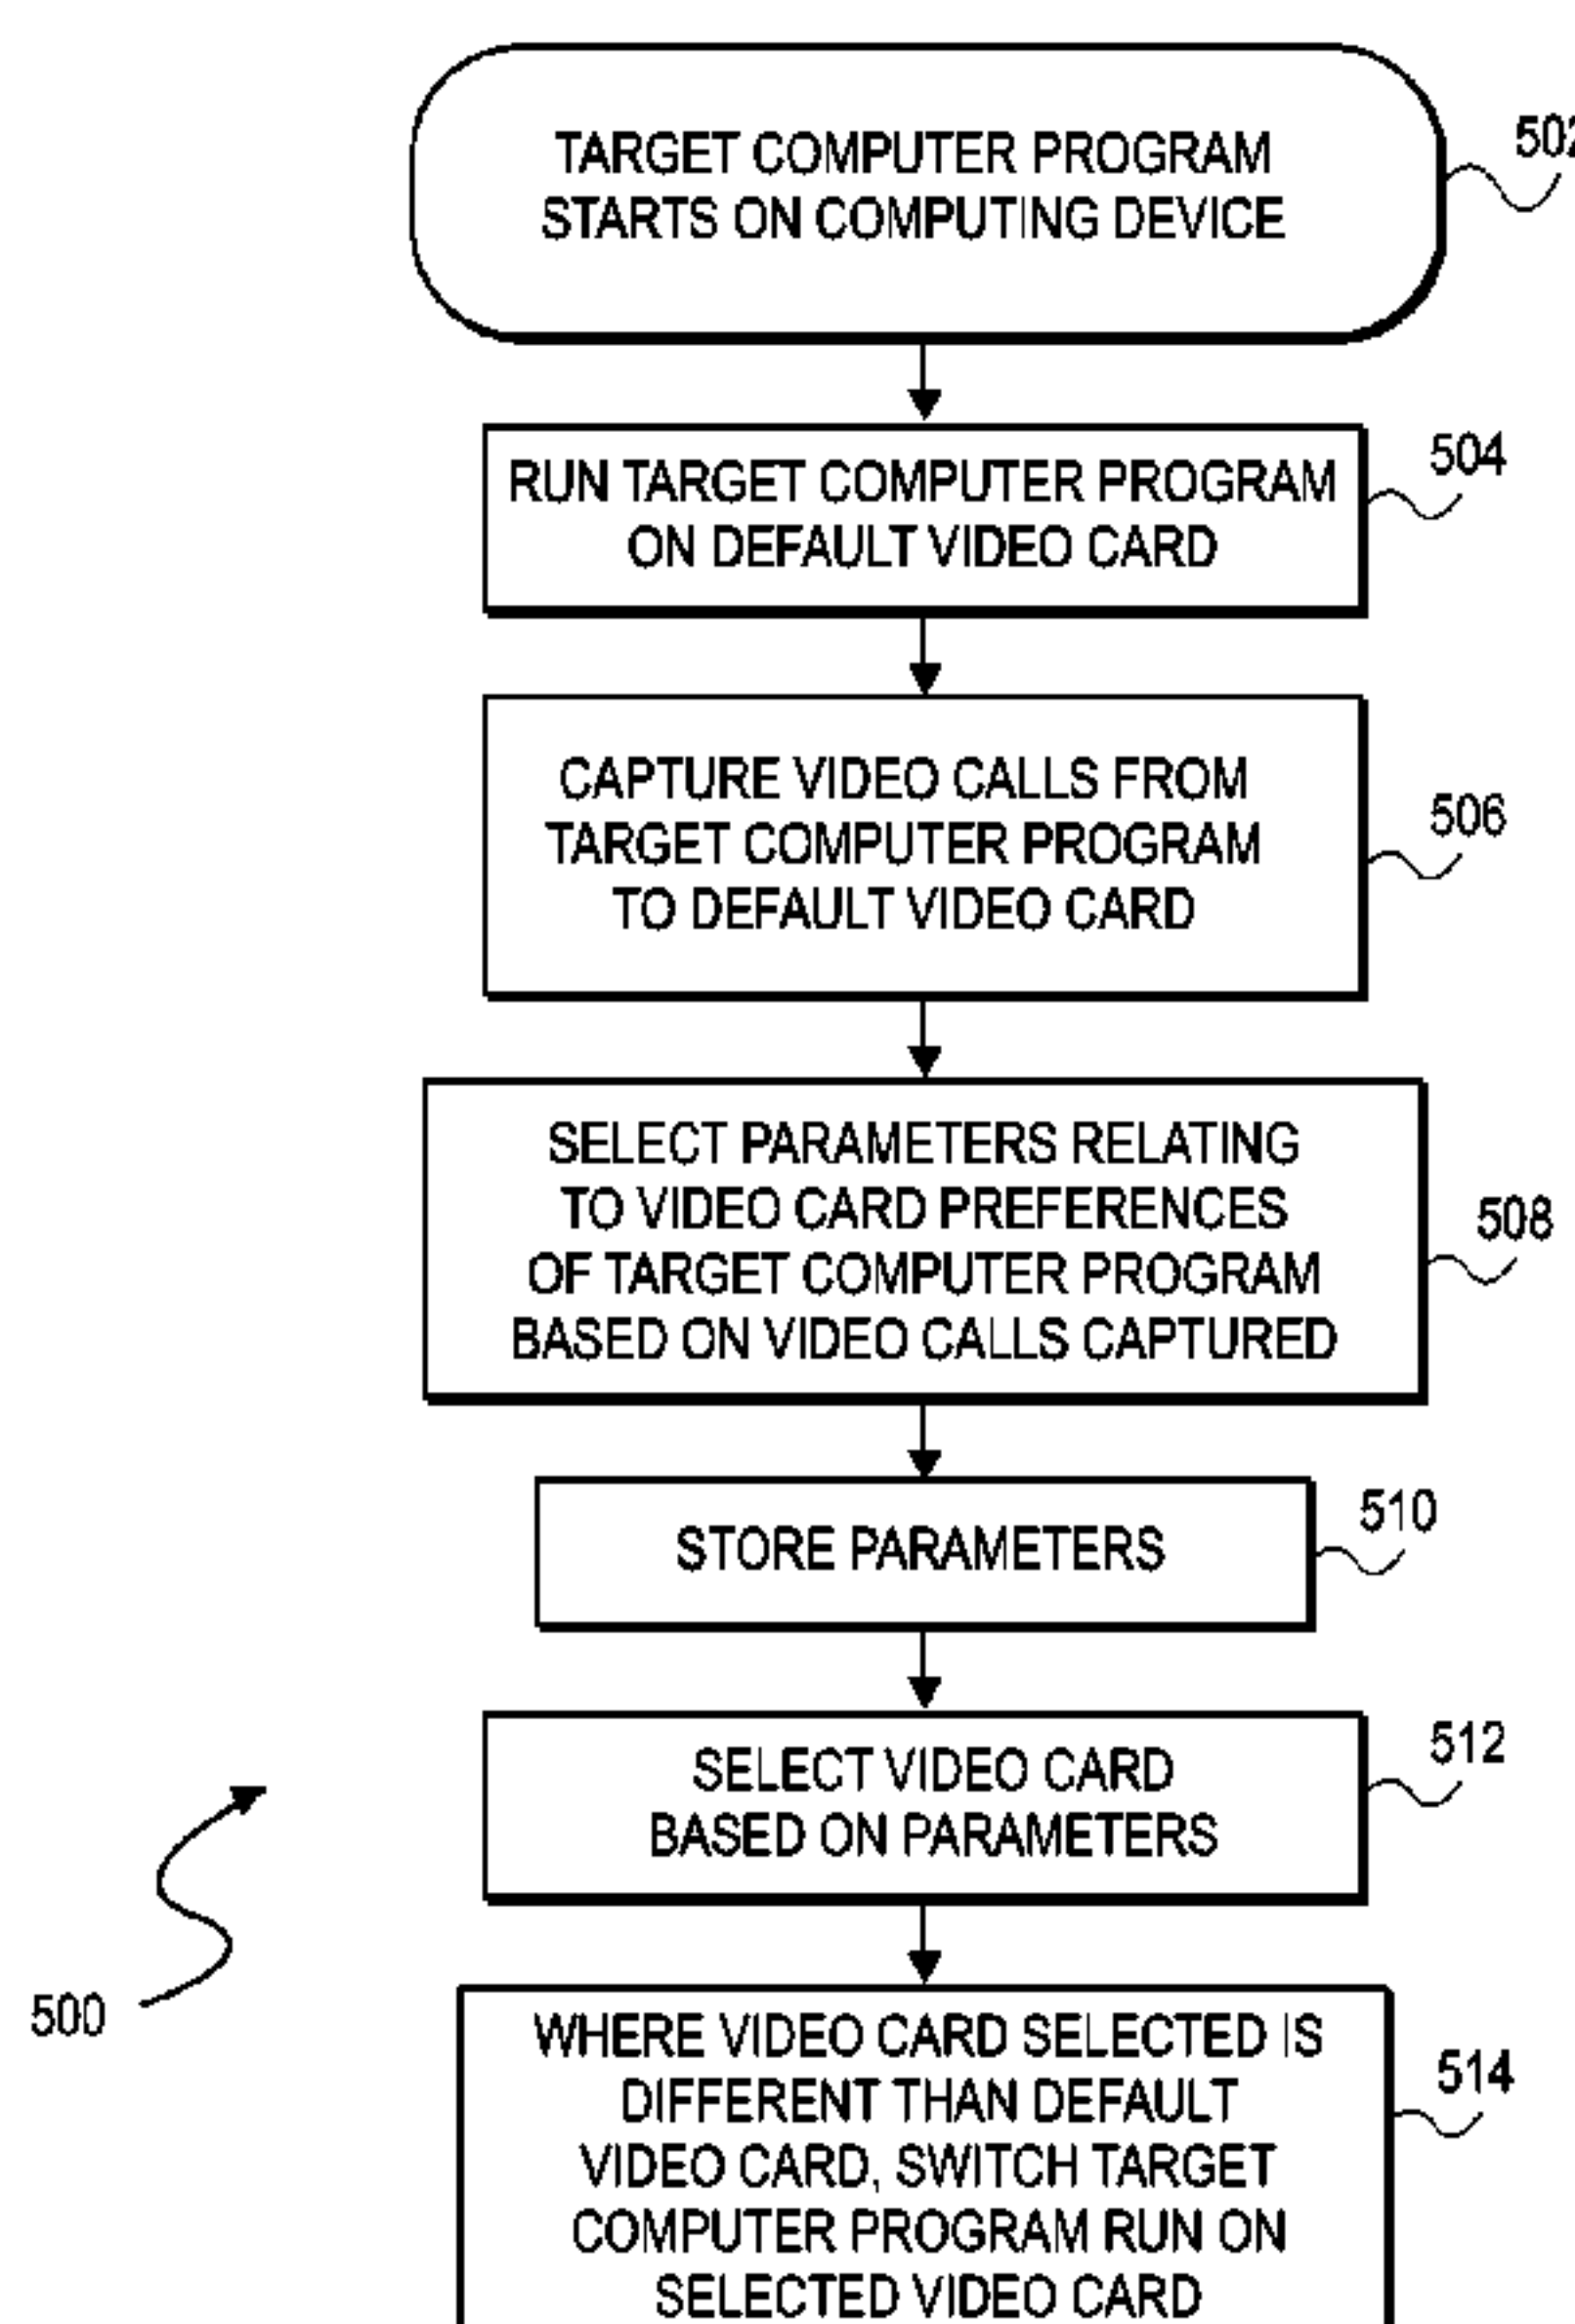 TARGET COMPUTER PROGRAM
STARTS ON COMPUTING DEVICE
502
RUN TARGET COMPUTER PROGRAM
ON DEFAULT VIDEO CARD
504
CAPTURE VIDEO CALLS FROM
TARGET COMPUTER PROGRAM
TO DEFAULT VIDEO CARD
506
SELECT PARAMETERS RELATING
TO VIDEO CARD PREFERENCES
OF TARGET COMPUTER PROGRAM
BASED ON VIDEO CALLS CAPTURED
508
STORE PARAMETERS
510
SELECT VIDEO CARD
BASED ON PARAMETERS
512
500
WHERE VIDEO CARD SELECTED IS
DIFFERENT THAN DEFAULT
VIDEO CARD, SWITCH TARGET
COMPUTER PROGRAM RUN ON
SELECTED VIDEO CARD
514